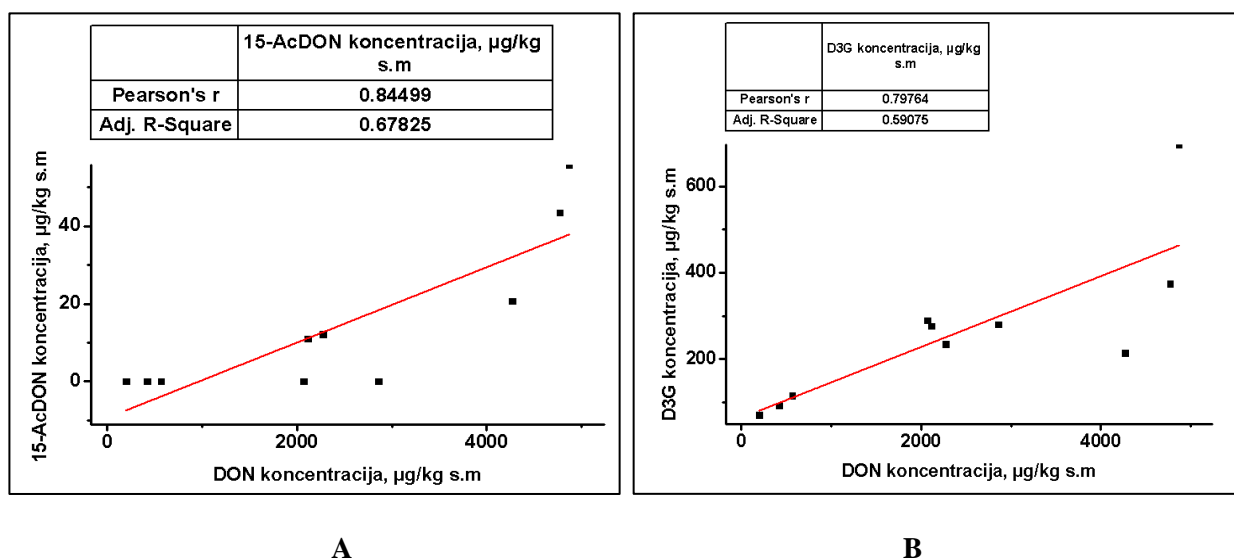 15-AcDON koncentracija, µg/kg
s.m
Pearson's r 0.84499
Adj. R-Square 0.67825
15-AcDON koncentracija, µg/kg s.m
40
20
0
0 2000 4000
DON koncentracija, µg/kg s.m
A
D3G koncentracija, µg/kg
s.m
Pearson's r 0.79764
Adj. R-Square 0.59075
D3G koncentracija, µg/kg s.m
600
400
200
0 2000 4000
DON koncentracija, µg/kg s.m
B